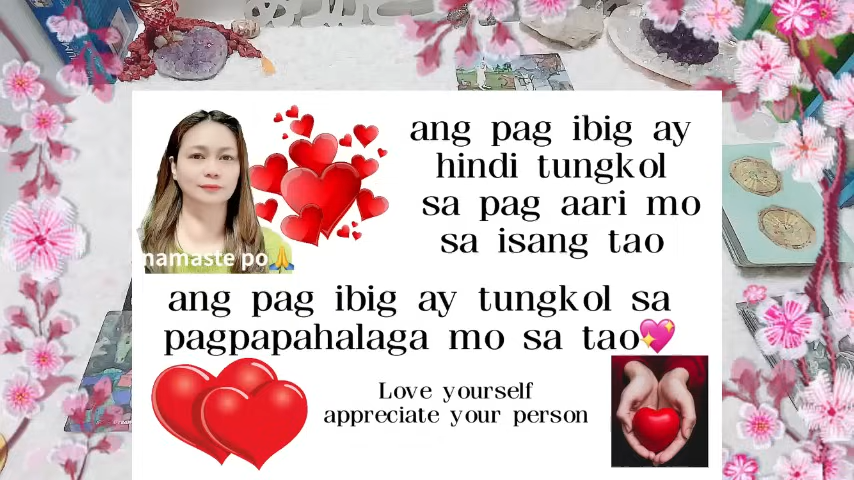 ang pag ibig ay
hindi tungkol
sa pag aari mo
sa isang tao
namaste po🙏
ang pag ibig ay tungkol sa
pagpapahalaga mo sa tao💖
Love yourself
appreciate your person